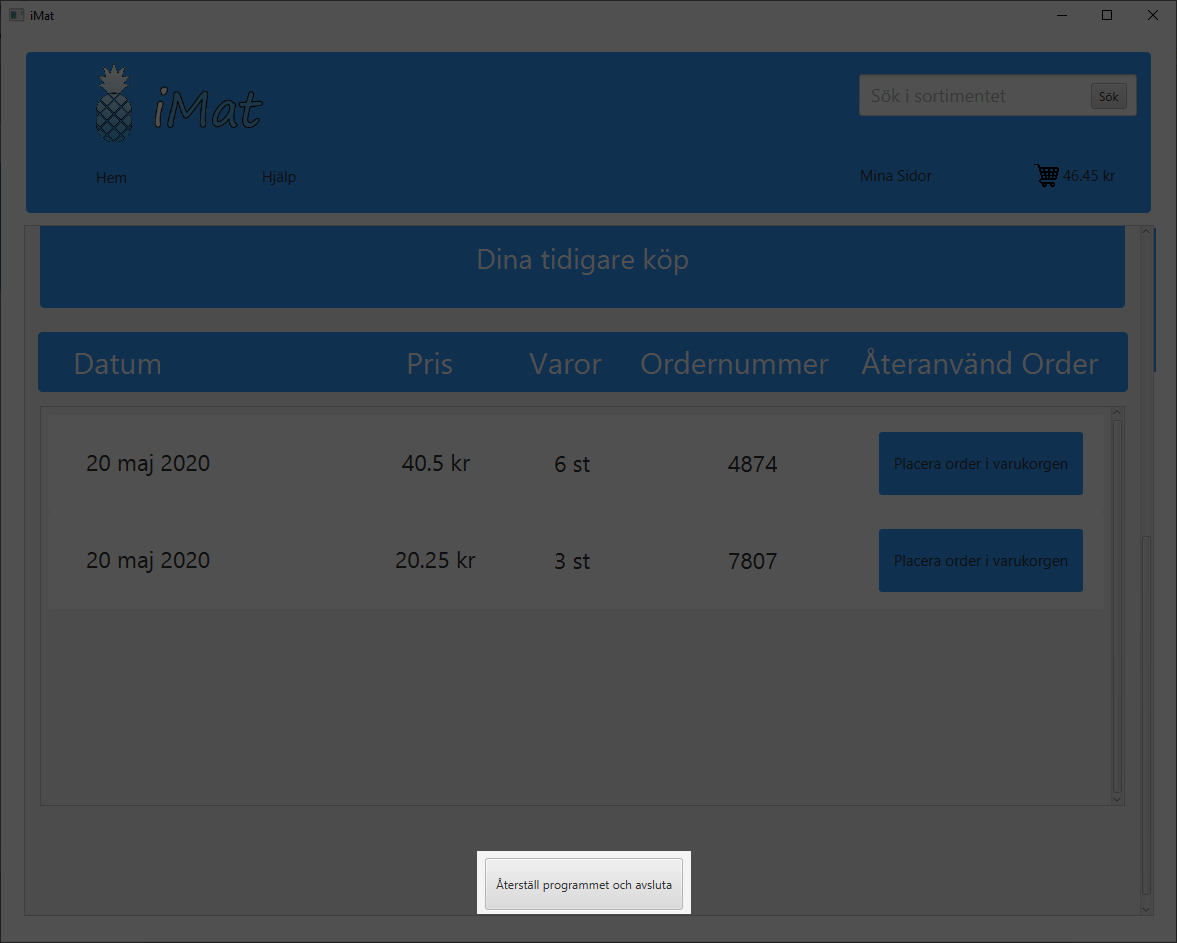 iMat
iMat
Sök i sortimentet
Sök
Hem
Hjälp
Mina Sidor
46.45 kr
Dina tidigare köp
Datum Pris Varor Ordernummer Återanvänd Order
20 maj 2020 40.5 kr 6 st 4874 Placera order i varukorgen
20 maj 2020 20.25 kr 3 st 7807 Placera order i varukorgen
Återställ programmet och avsluta